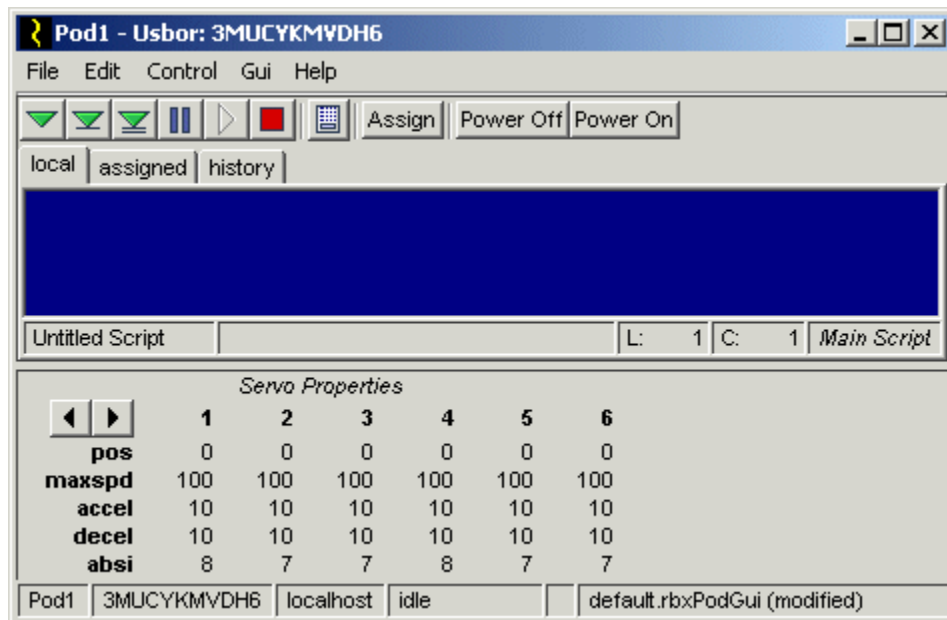 Pod1 - Usbor: 3MUCYKMVDH6
File Edit Control Gui Help
Assign Power Off Power On
local assigned history
Untitled Script L: 1 C: 1 Main Script
Servo Properties
1 2 3 4 5 6
pos 0 0 0 0 0 0
maxspd 100 100 100 100 100 100
accel 10 10 10 10 10 10
decel 10 10 10 10 10 10
absi 8 7 7 8 7 7
Pod1 3MUCYKMVDH6 localhost idle default.rbxPodGui (modified)